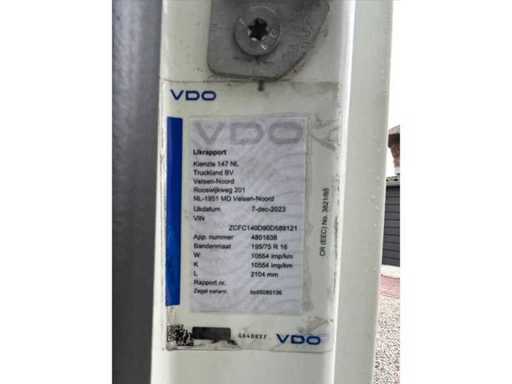 VDO
VDO
IJkrapport
Kienzle 147 NL
Truckland BV
Velsen-Noord
Rooswijkweg 201
NL-1951 MD Velsen-Noord
IJkdatum 7-dec-2023
VIN
ZCFC140D90D589121
App. nummer 4801638
Bandenmaat 195/75 R 16
W 10554 imp/km
K 10554 imp/km
L 2104 mm
Rapport nr.
Zegel
CR (EEC) No. 3821/85
VDO